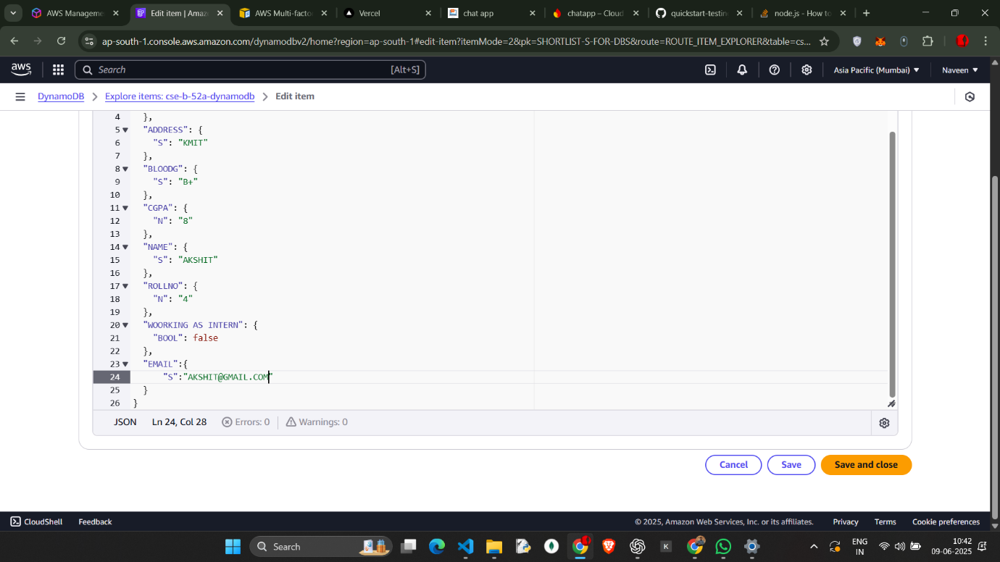 AWS Manageme
Edit item | Amaz
AWS Multi-facto
Vercel
chat app
chatapp – Cloud
quickstart-testin
node.js - How to
ap-south-1.console.aws.amazon.com/dynamodbv2/home?region=ap-south-1#edit-item?itemMode=2&pk=SHORTLIST-S-FOR-DBS&route=ROUTE_ITEM_EXPLORER&table=cs...
aws
Search [Alt+S]
Asia Pacific (Mumbai)
Naveen
DynamoDB
Explore items: cse-b-52a-dynamodb
Edit item
4 },
5 "ADDRESS": {
6 "S": "KMIT"
7 },
8 "BLOODG": {
9 "S": "B+"
10 },
11 "CGPA": {
12 "N": "8"
13 },
14 "NAME": {
15 "S": "AKSHIT"
16 },
17 "ROLLNO": {
18 "N": "4"
19 },
20 "WOORKING AS INTERN": {
21 "BOOL": false
22 },
23 "EMAIL":{
24 "S":"AKSHIT@GMAIL.COM"
25 }
26 }
JSON Ln 24, Col 28 Errors: 0 Warnings: 0
Cancel Save Save and close
CloudShell Feedback © 2025, Amazon Web Services, Inc. or its affiliates. Privacy Terms Cookie preferences
Search
K
ENG
IN
10:42
09-06-2025